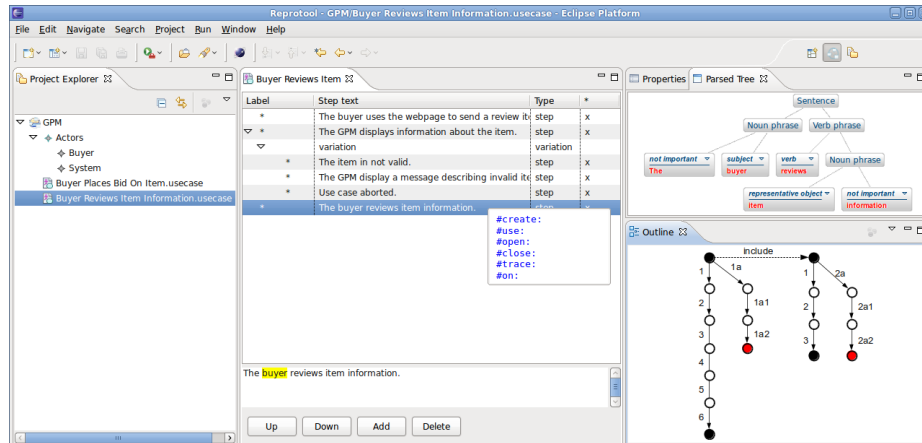 Reprotool - GPM/Buyer Reviews Item Information.usecase - Eclipse Platform
File Edit Navigate Search Project Run Window Help
Project Explorer
GPM
Actors
Buyer
System
Buyer Places Bid On Item.usecase
Buyer Reviews Item Information.usecase
Buyer Reviews Item
Label Step text Type *
* The buyer uses the webpage to send a review it step x
* The GPM displays information about the item. step x
variation variation
* The item in not valid. step x
* The GPM display a message describing invalid ite step x
* Use case aborted. step x
* The buyer reviews item information. step x
#create:
#use:
#open:
#close:
#trace:
#on:
The buyer reviews item information.
Up Down Add Delete
Properties Parsed Tree
Sentence
Noun phrase Verb phrase
not important subject verb Noun phrase
The buyer reviews
representative object not important
item information
Outline
include
1 1a 1 2a
2 1a1 2 2a1
3 1a2 3 2a2
4
5
6